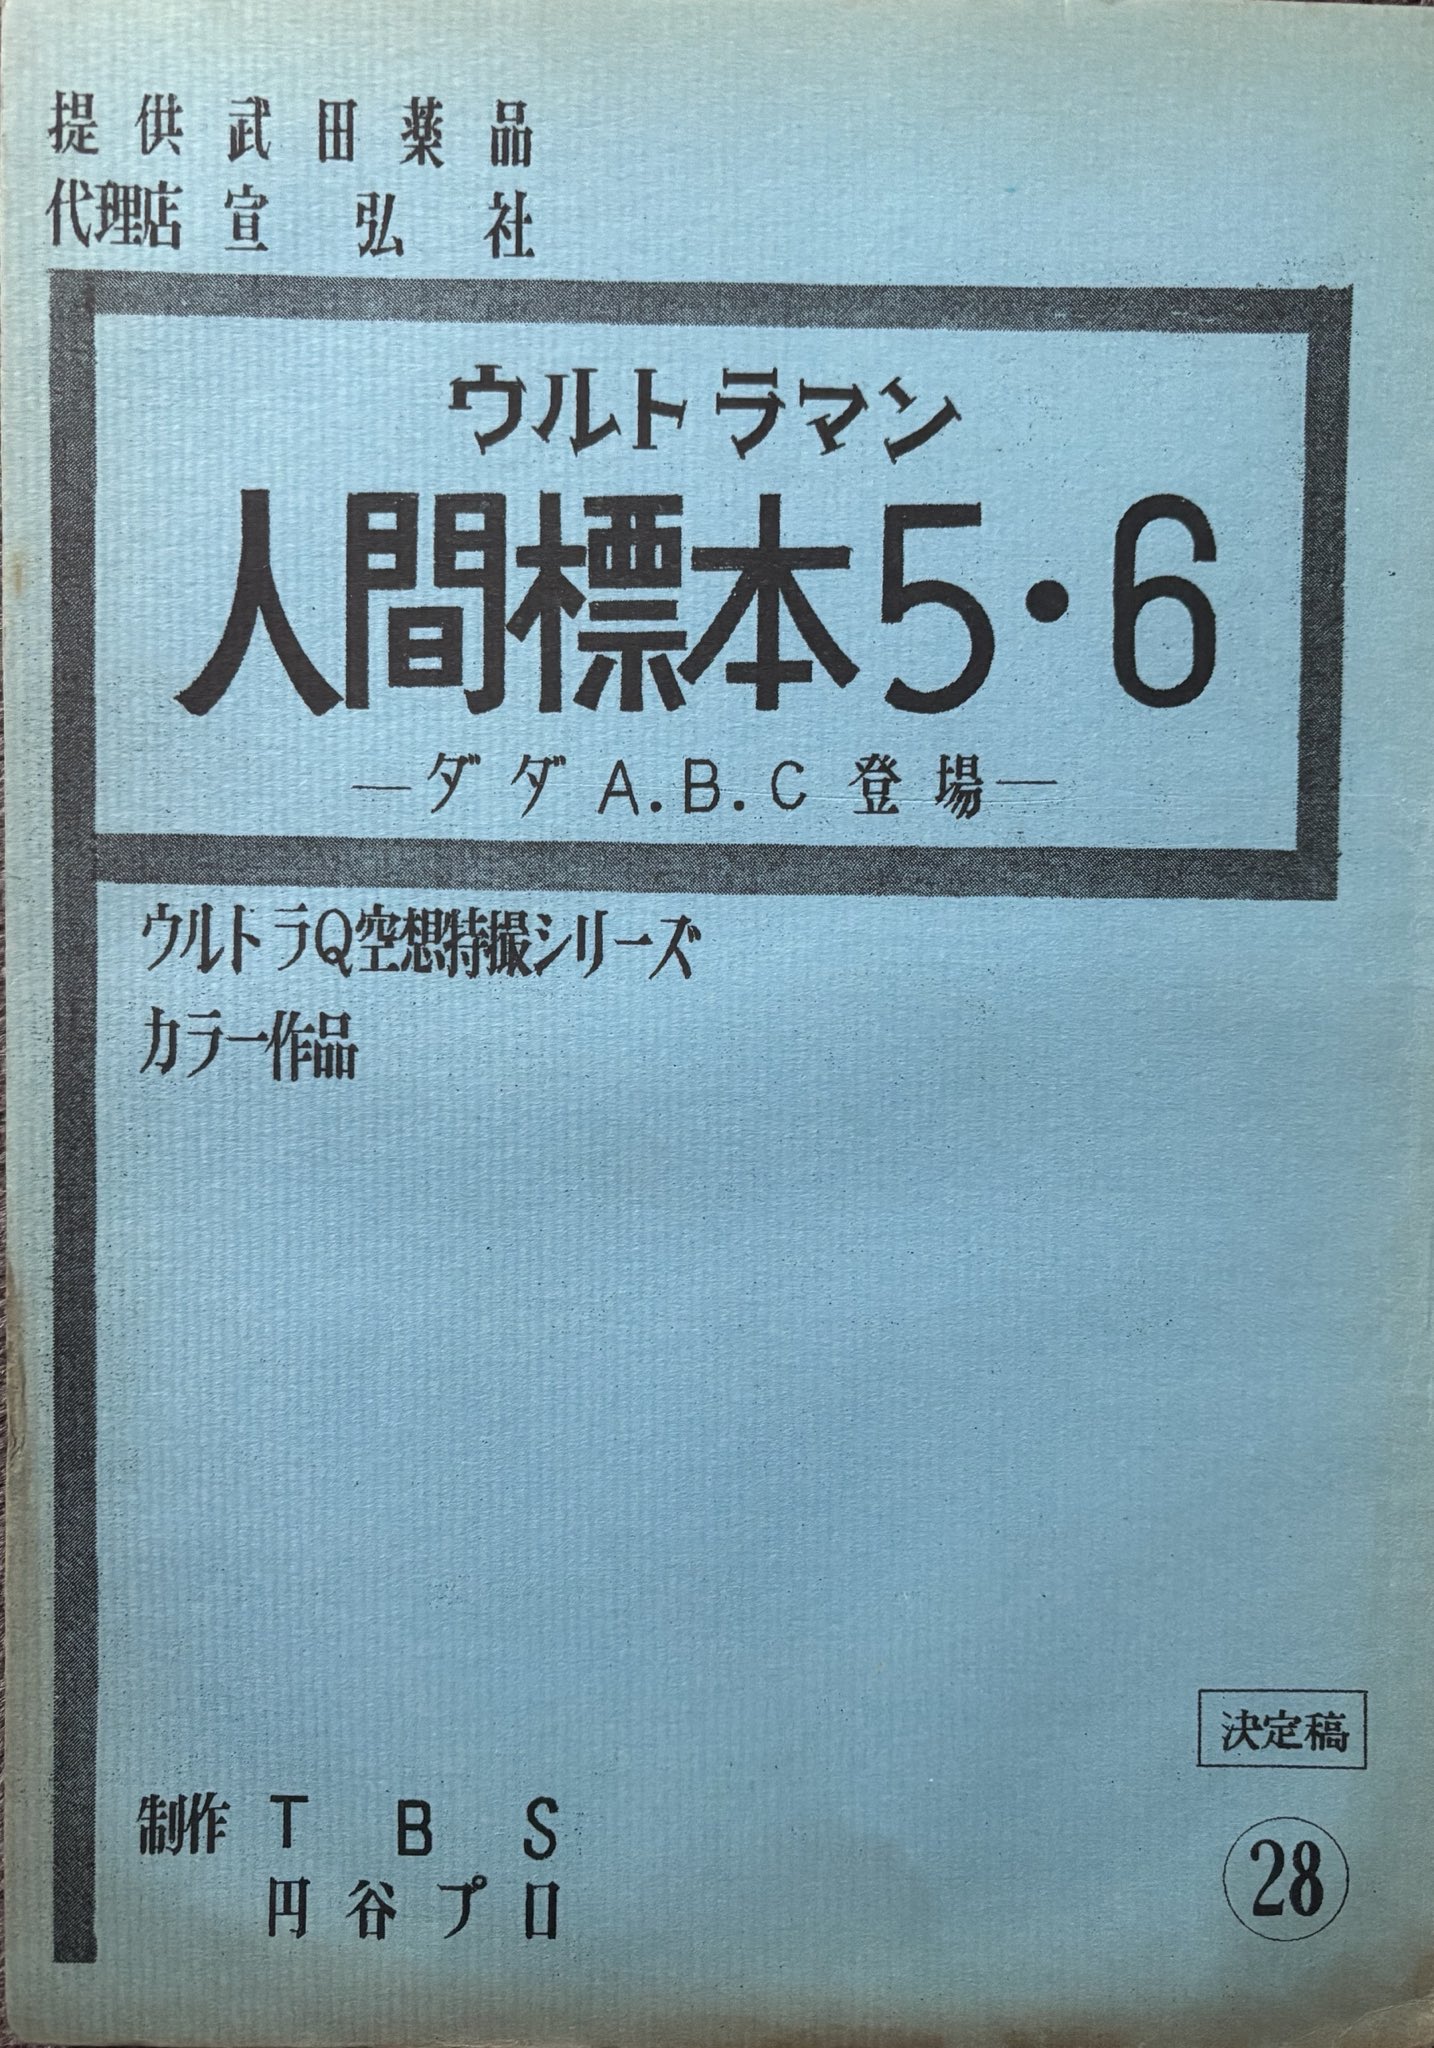 提供 武田薬品
代理店 宣弘社
ウルトラマン
人間標本5・6
―ダダA.B.C登場―
ウルトラQ空想特撮シリーズ
カラー作品
決定稿
制作 TBS
円谷プロ
28